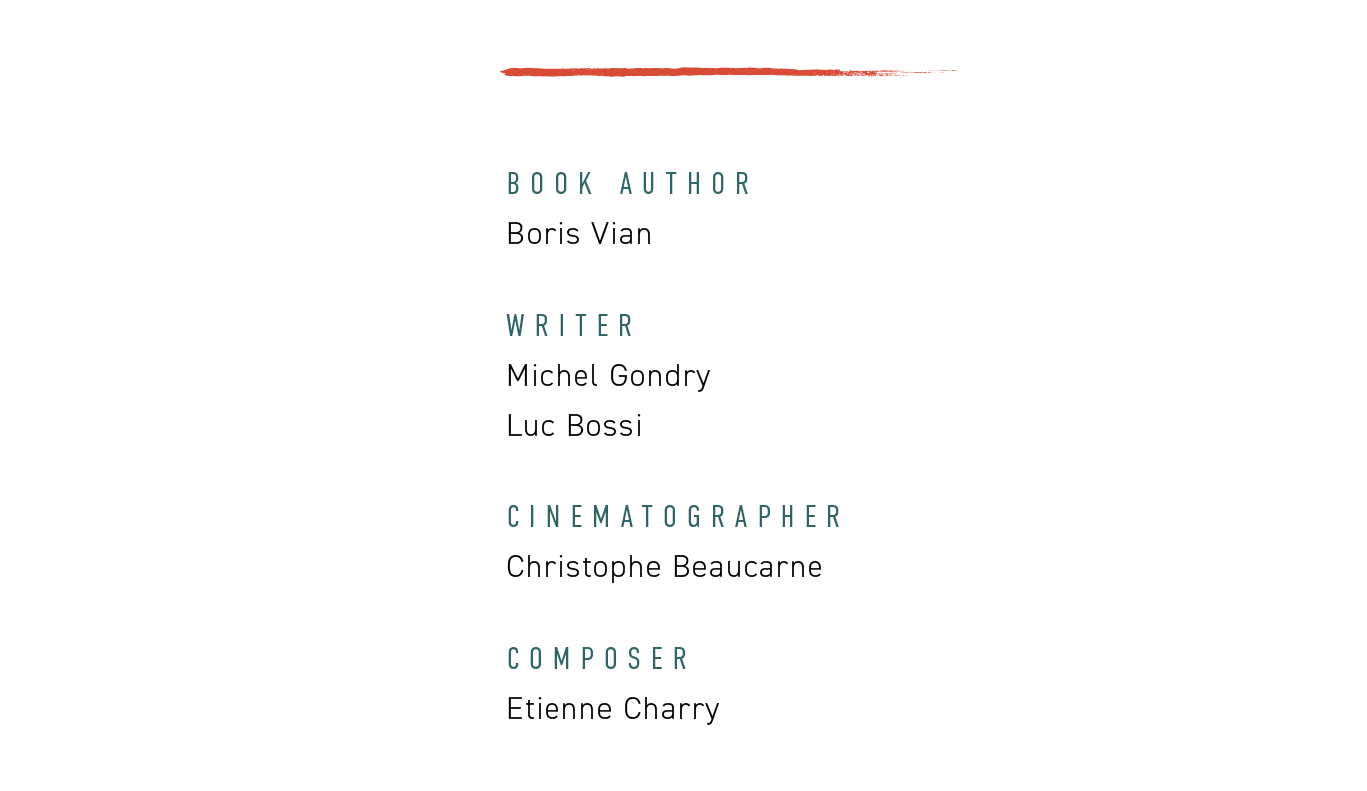 BOOK AUTHOR
Boris Vian
WRITER
Michel Gondry
Luc Bossi
CINEMATOGRAPHER
Christophe Beaucarne
COMPOSER
Etienne Charry